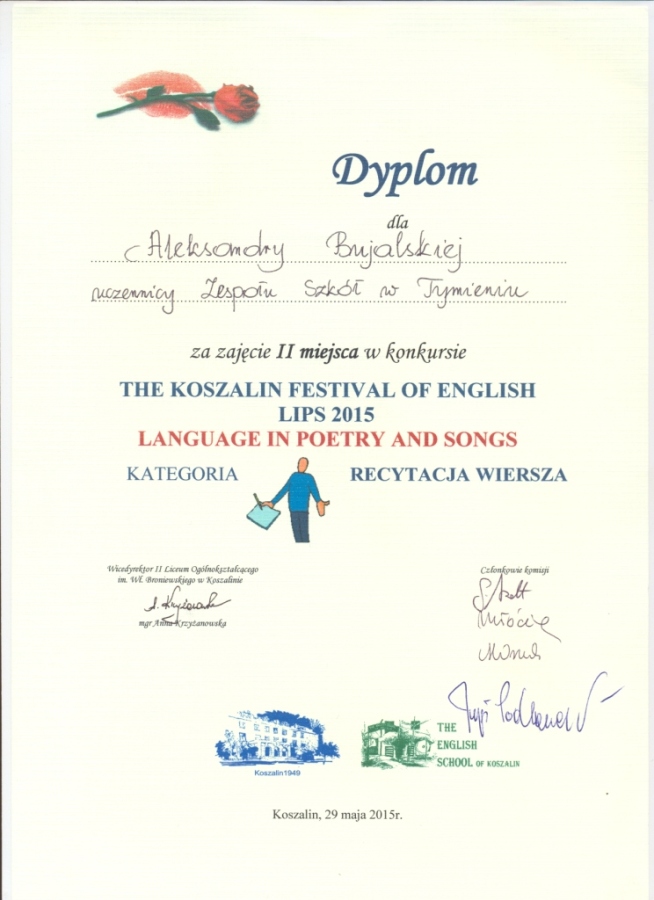 Dyplom
dla
Aleksandry Bujalskiej
uczennicy Zespołu Szkół w Tymieniu
za zajęcie II miejsca w konkursie
THE KOSZALIN FESTIVAL OF ENGLISH
LIPS 2015
LANGUAGE IN POETRY AND SONGS
KATEGORIA RECYTACJA WIERSZA
Wicedyrektor II Liceum Ogólnokształcącego
im. Wł. Broniewskiego w Koszalinie
mgr Anna Krzyżanowska
Członkowie komisji
Koszalin1949
THE
ENGLISH
SCHOOL OF KOSZALIN
Koszalin, 29 maja 2015r.